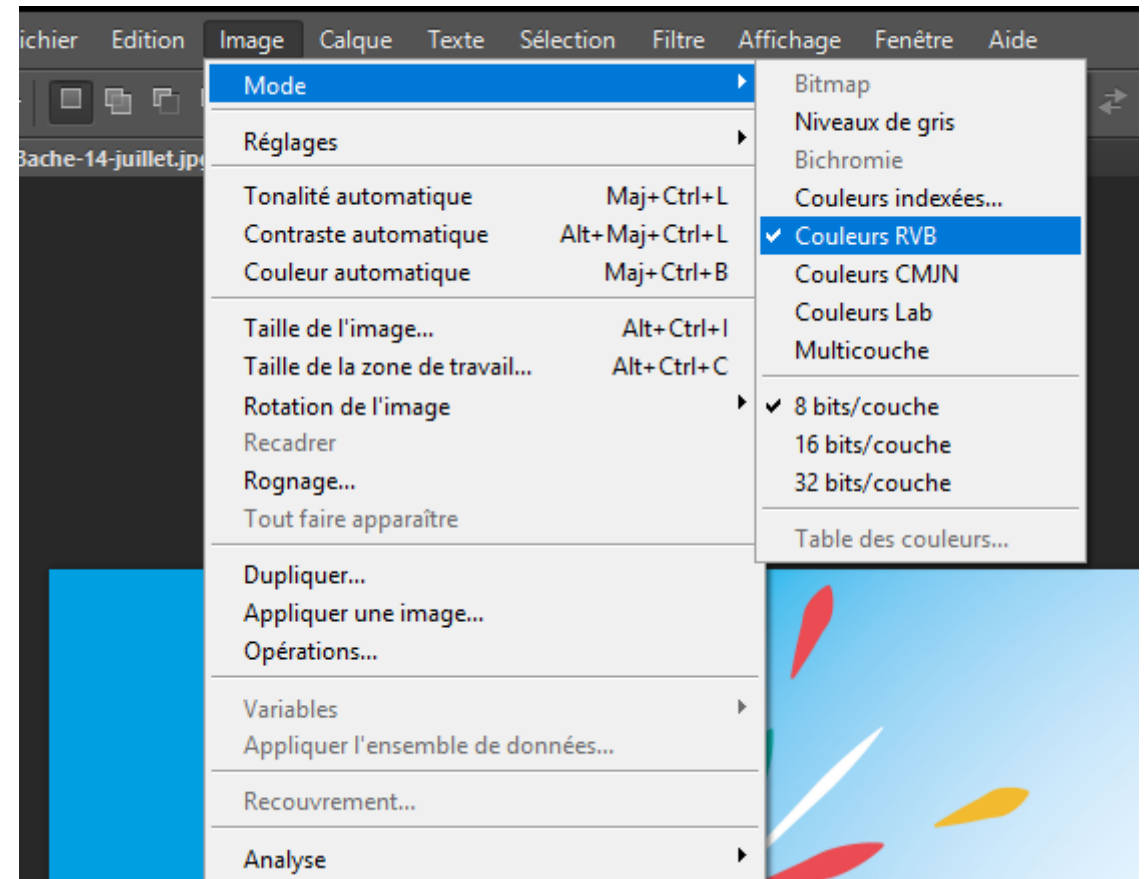 ichier Edition Image Calque Texte Sélection Filtre Affichage Fenêtre Aide
Bache-14-juillet.jpg
Mode
Réglages
Tonalité automatique Maj+Ctrl+L
Contraste automatique Alt+Maj+Ctrl+L
Couleur automatique Maj+Ctrl+B
Taille de l'image... Alt+Ctrl+I
Taille de la zone de travail... Alt+Ctrl+C
Rotation de l'image
Recadrer
Rognage...
Tout faire apparaître
Dupliquer...
Appliquer une image...
Opérations...
Variables
Appliquer l'ensemble de données...
Recouvrement...
Analyse
Bitmap
Niveaux de gris
Bichromie
Couleurs indexées...
Couleurs RVB
Couleurs CMJN
Couleurs Lab
Multicouche
8 bits/couche
16 bits/couche
32 bits/couche
Table des couleurs...